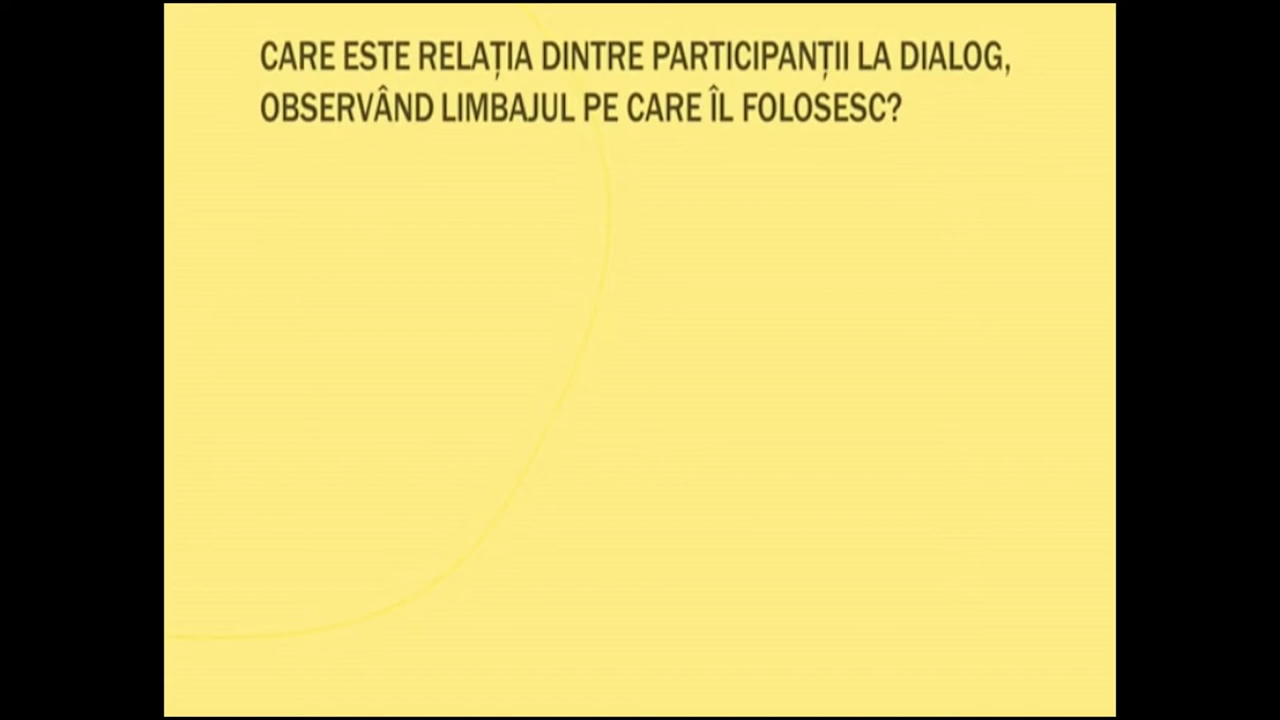 CARE ESTE RELAȚIA DINTRE PARTICIPANȚII LA DIALOG,
OBSERVÂND LIMBAJUL PE CARE ÎL FOLOSESC?